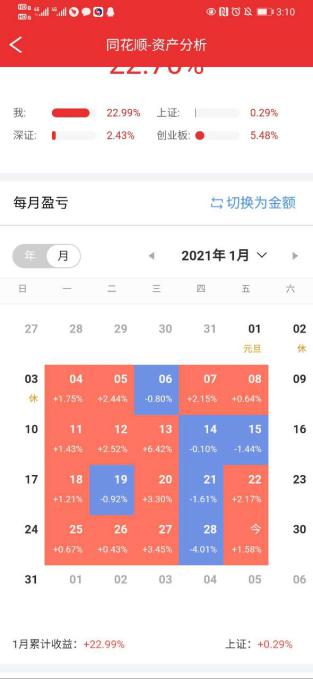 3:10
同花顺-资产分析
我: 22.99% 上证: 0.29%
深证: 2.43% 创业板: 5.48%
每月盈亏 切换为金额
年 月 2021年 1月
日 一 二 三 四 五 六
27 28 29 30 31 01 02
元旦 休
03 04 05 06 07 08 09
休 +1.75% +2.44% -0.80% +2.15% +0.64%
10 11 12 13 14 15 16
+1.43% +2.52% +6.42% -0.10% -1.44%
17 18 19 20 21 22 23
+1.21% -0.92% +3.30% -1.61% +2.17%
24 25 26 27 28 今 30
+0.67% +0.43% +3.45% -4.01% +1.58%
31 01 02 03 04 05 06
1月累计收益: +22.99% 上证: +0.29%